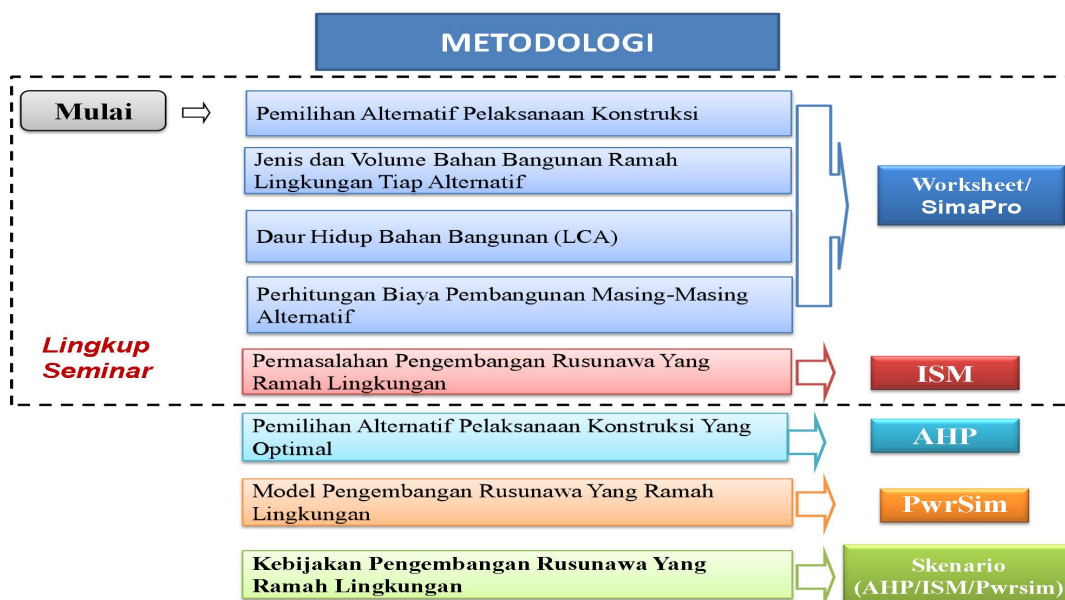 METODOLOGI
Mulai
Pemilihan Alternatif Pelaksanaan Konstruksi
Jenis dan Volume Bahan Bangunan Ramah
Lingkungan Tiap Alternatif
Daur Hidup Bahan Bangunan (LCA)
Perhitungan Biaya Pembangunan Masing-Masing
Alternatif
Worksheet/
SimaPro
Lingkup
Seminar
Permasalahan Pengembangan Rusunawa Yang
Ramah Lingkungan
ISM
Pemilihan Alternatif Pelaksanaan Konstruksi Yang
Optimal
AHP
Model Pengembangan Rusunawa Yang Ramah
Lingkungan
PwrSim
Kebijakan Pengembangan Rusunawa Yang
Ramah Lingkungan
Skenario
(AHP/ISM/Pwrsim)